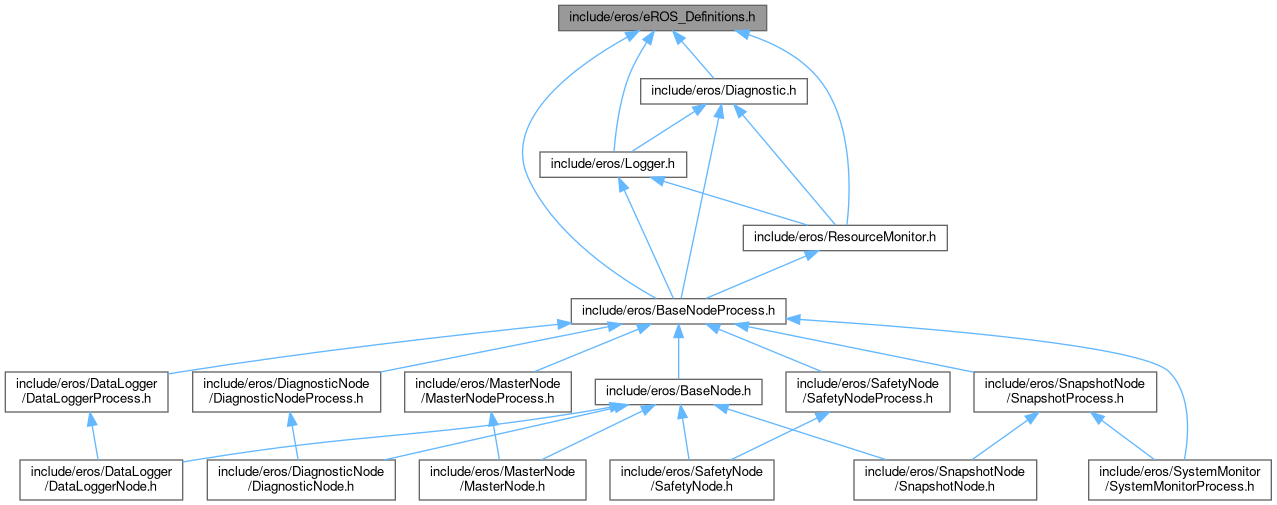 include/eros/eROS_Definitions.h
include/eros/Diagnostic.h
include/eros/Logger.h
include/eros/ResourceMonitor.h
include/eros/BaseNodeProcess.h
include/eros/DataLogger
/DataLoggerProcess.h
include/eros/DiagnosticNode
/DiagnosticNodeProcess.h
include/eros/MasterNode
/MasterNodeProcess.h
include/eros/BaseNode.h
include/eros/SafetyNode
/SafetyNodeProcess.h
include/eros/SnapshotNode
/SnapshotProcess.h
include/eros/DataLogger
/DataLoggerNode.h
include/eros/DiagnosticNode
/DiagnosticNode.h
include/eros/MasterNode
/MasterNode.h
include/eros/SafetyNode
/SafetyNode.h
include/eros/SnapshotNode
/SnapshotNode.h
include/eros/SystemMonitor
/SystemMonitorProcess.h